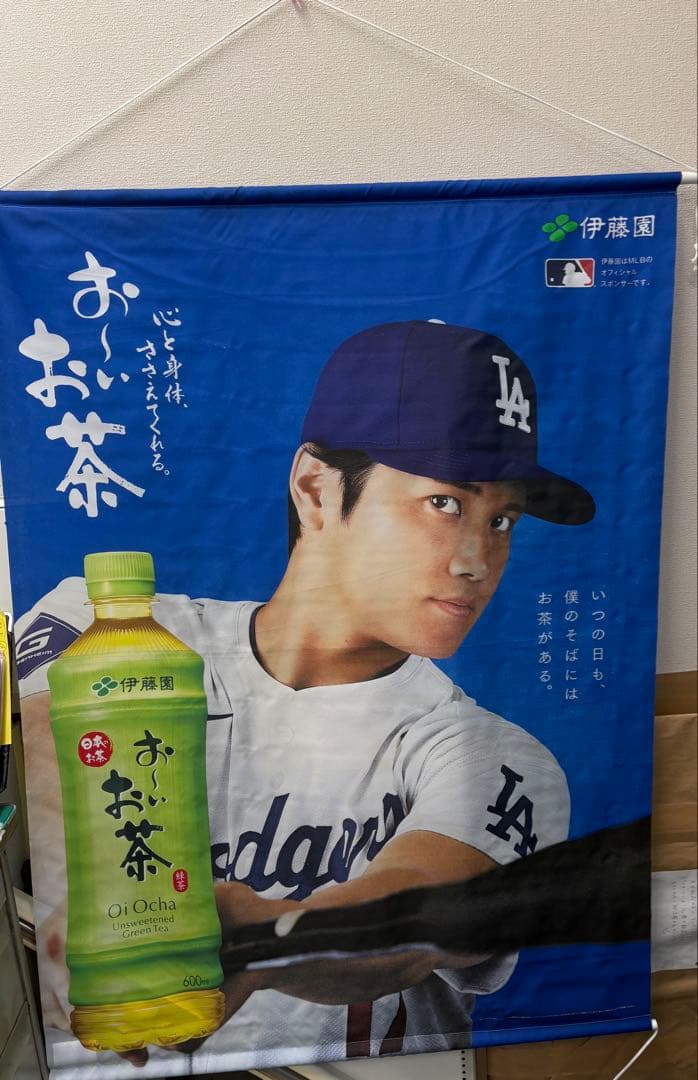 伊藤園
伊藤園はMLBの
オフィシャル
スポンサーです。
お～い
お茶
心と身体、
ささえてくれる。
LA
いつの日も、
僕のそばには
お茶がある。
伊藤園
日本の
お茶
お～い
お茶
緑茶
Oi Ocha
Unsweetened
Green Tea
600ml
odgers
LA
17